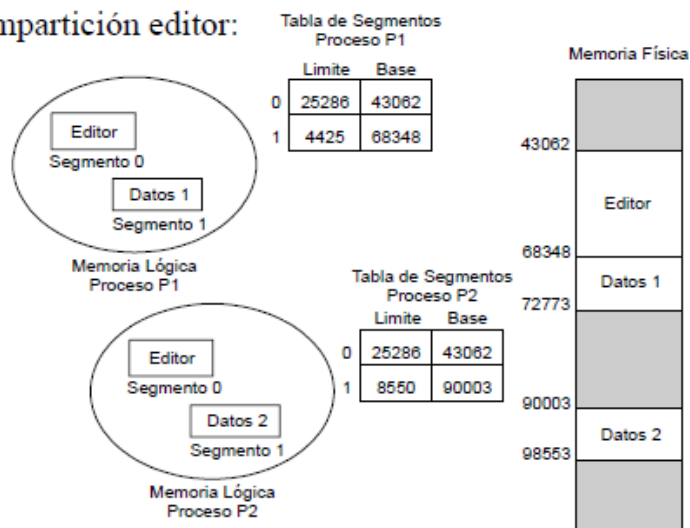 mpartición editor:
Tabla de Segmentos
Proceso P1
Limite Base
0 25286 43062
1 4425 68348
Editor
Segmento 0
Datos 1
Segmento 1
Memoria Lógica
Proceso P1
Tabla de Segmentos
Proceso P2
Limite Base
0 25286 43062
1 8550 90003
Editor
Segmento 0
Datos 2
Segmento 1
Memoria Lógica
Proceso P2
Memoria Física
43062
Editor
68348
Datos 1
72773
90003
Datos 2
98553